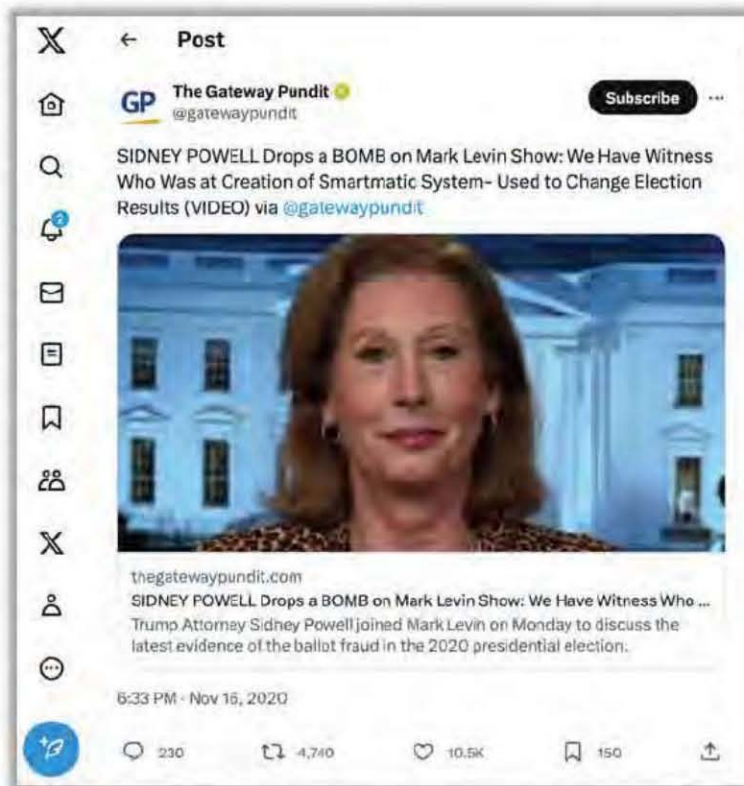 Post
GP
The Gateway Pundit
@gatewaypundit
Subscribe
SIDNEY POWELL Drops a BOMB on Mark Levin Show: We Have Witness
Who Was at Creation of Smartmatic System- Used to Change Election
Results (VIDEO) via @gatewaypundit
thegatewaypundit.com
SIDNEY POWELL Drops a BOMB on Mark Levin Show: We Have Witness Who ...
Trump Attorney Sidney Powell joined Mark Levin on Monday to discuss the
latest evidence of the ballot fraud in the 2020 presidential election.
6:33 PM · Nov 16, 2020
2
230 4,740 10.5K 150